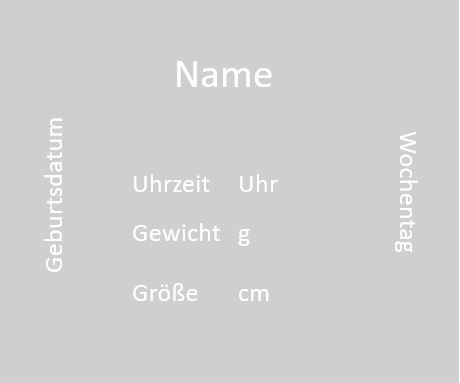 Name
Geburtsdatum
Uhrzeit Uhr
Gewicht g
Größe cm
Wochentag